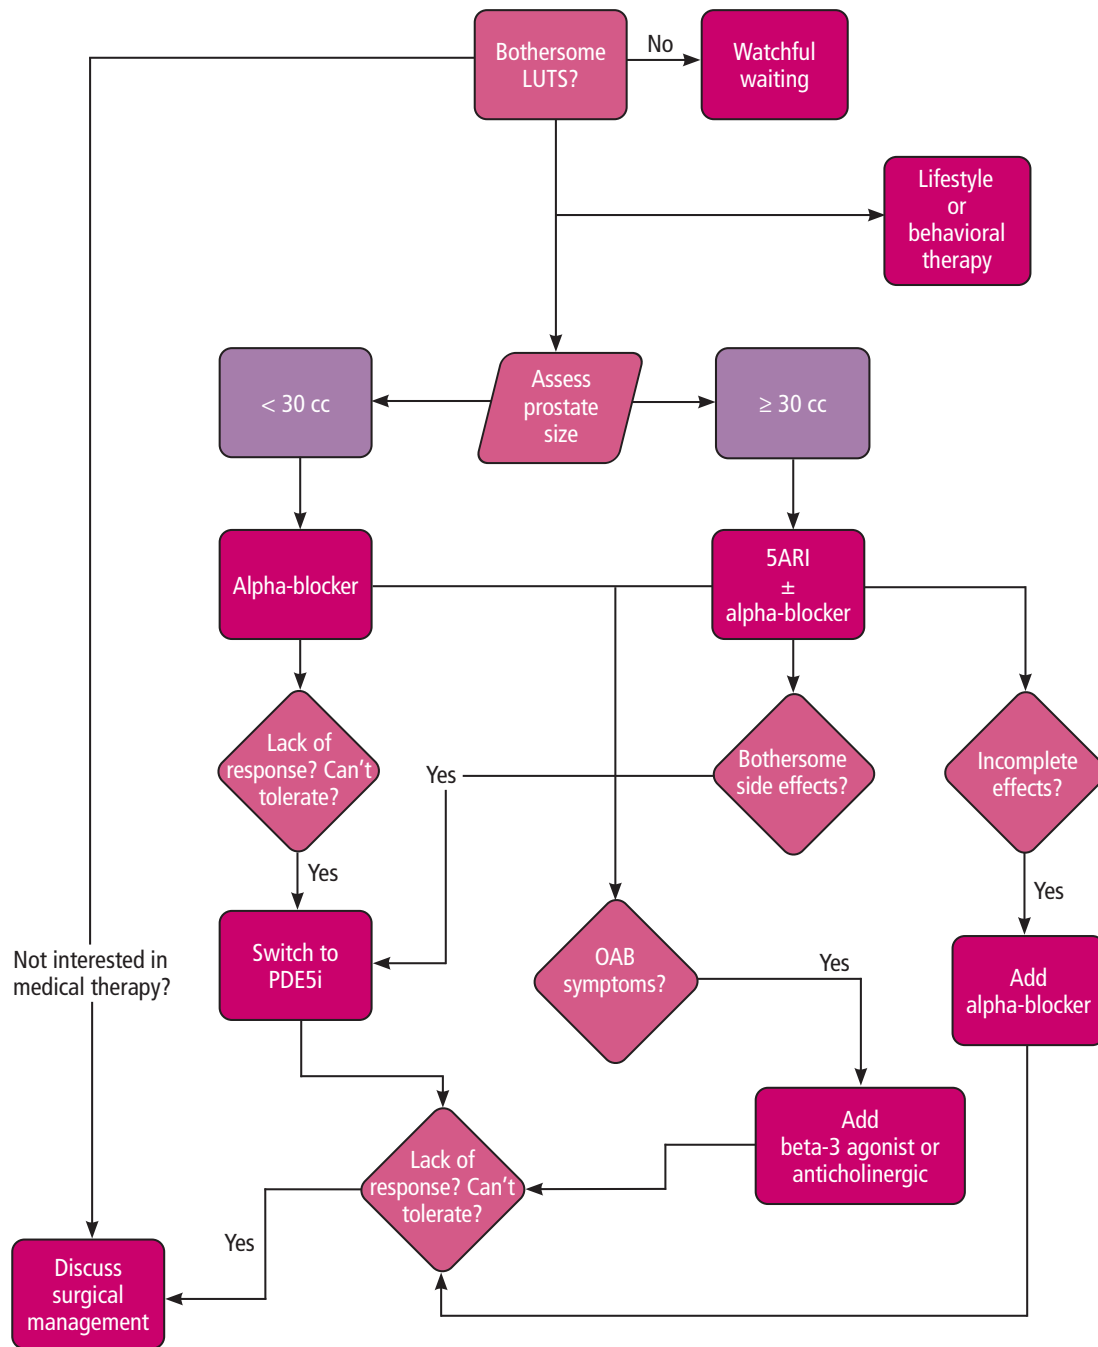 Bothersome
LUTS?
No
Watchful
waiting
Lifestyle
or
behavioral
therapy
< 30 cc
Assess
prostate
size
≥ 30 cc
Alpha-blocker
5ARI
±
alpha-blocker
Lack of
response? Can't
tolerate?
Yes
Bothersome
side effects?
Incomplete
effects?
Yes
Yes
Switch to
PDE5i
OAB
symptoms?
Yes
Add
alpha-blocker
Not interested in
medical therapy?
Add
beta-3 agonist or
anticholinergic
Lack of
response? Can't
tolerate?
Yes
Discuss
surgical
management